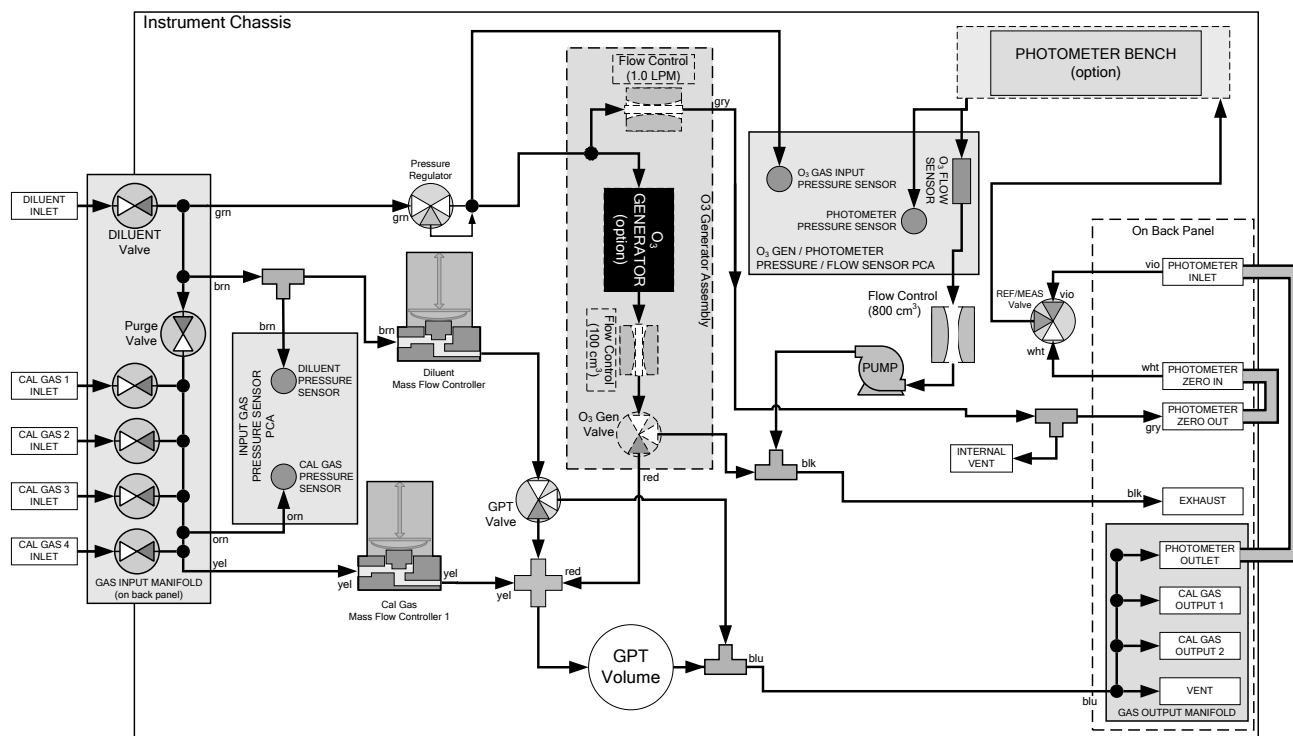 Instrument Chassis
Flow Control
(1.0 LPM)
gry
PHOTOMETER BENCH
(option)
Pressure
Regulator
O3 GAS INPUT
PRESSURE SENSOR
O3 FLOW
SENSOR
PHOTOMETER
PRESSURE SENSOR
O3 GEN / PHOTOMETER
PRESSURE / FLOW SENSOR PCA
DILUENT
INLET
DILUENT
Valve
grn
grn
O3
GENERATOR
(option)
O3 Generator Assembly
On Back Panel
vio
PHOTOMETER
INLET
REF/MEAS
Valve
vio
wht
wht
PHOTOMETER
ZERO IN
brn
brn
brn
Purge
Valve
Diluent
Mass Flow Controller
Flow Control
(100 cm3)
Flow Control
(800 cm3)
PUMP
CAL GAS 1
INLET
DILUENT
PRESSURE
SENSOR
INPUT GAS
PRESSURE SENSOR
PCA
CAL GAS 2
INLET
O3 Gen
Valve
PHOTOMETER
ZERO OUT
gry
INTERNAL
VENT
CAL GAS
PRESSURE
SENSOR
CAL GAS 3
INLET
red
blk
blk
EXHAUST
GPT
Valve
orn
orn
CAL GAS 4
INLET
yel
yel
yel
yel
red
GAS INPUT MANIFOLD
(on back panel)
Cal Gas
Mass Flow Controller 1
PHOTOMETER
OUTLET
CAL GAS
OUTPUT 1
CAL GAS
OUTPUT 2
GPT
Volume
blu
blu
VENT
GAS OUTPUT MANIFOLD